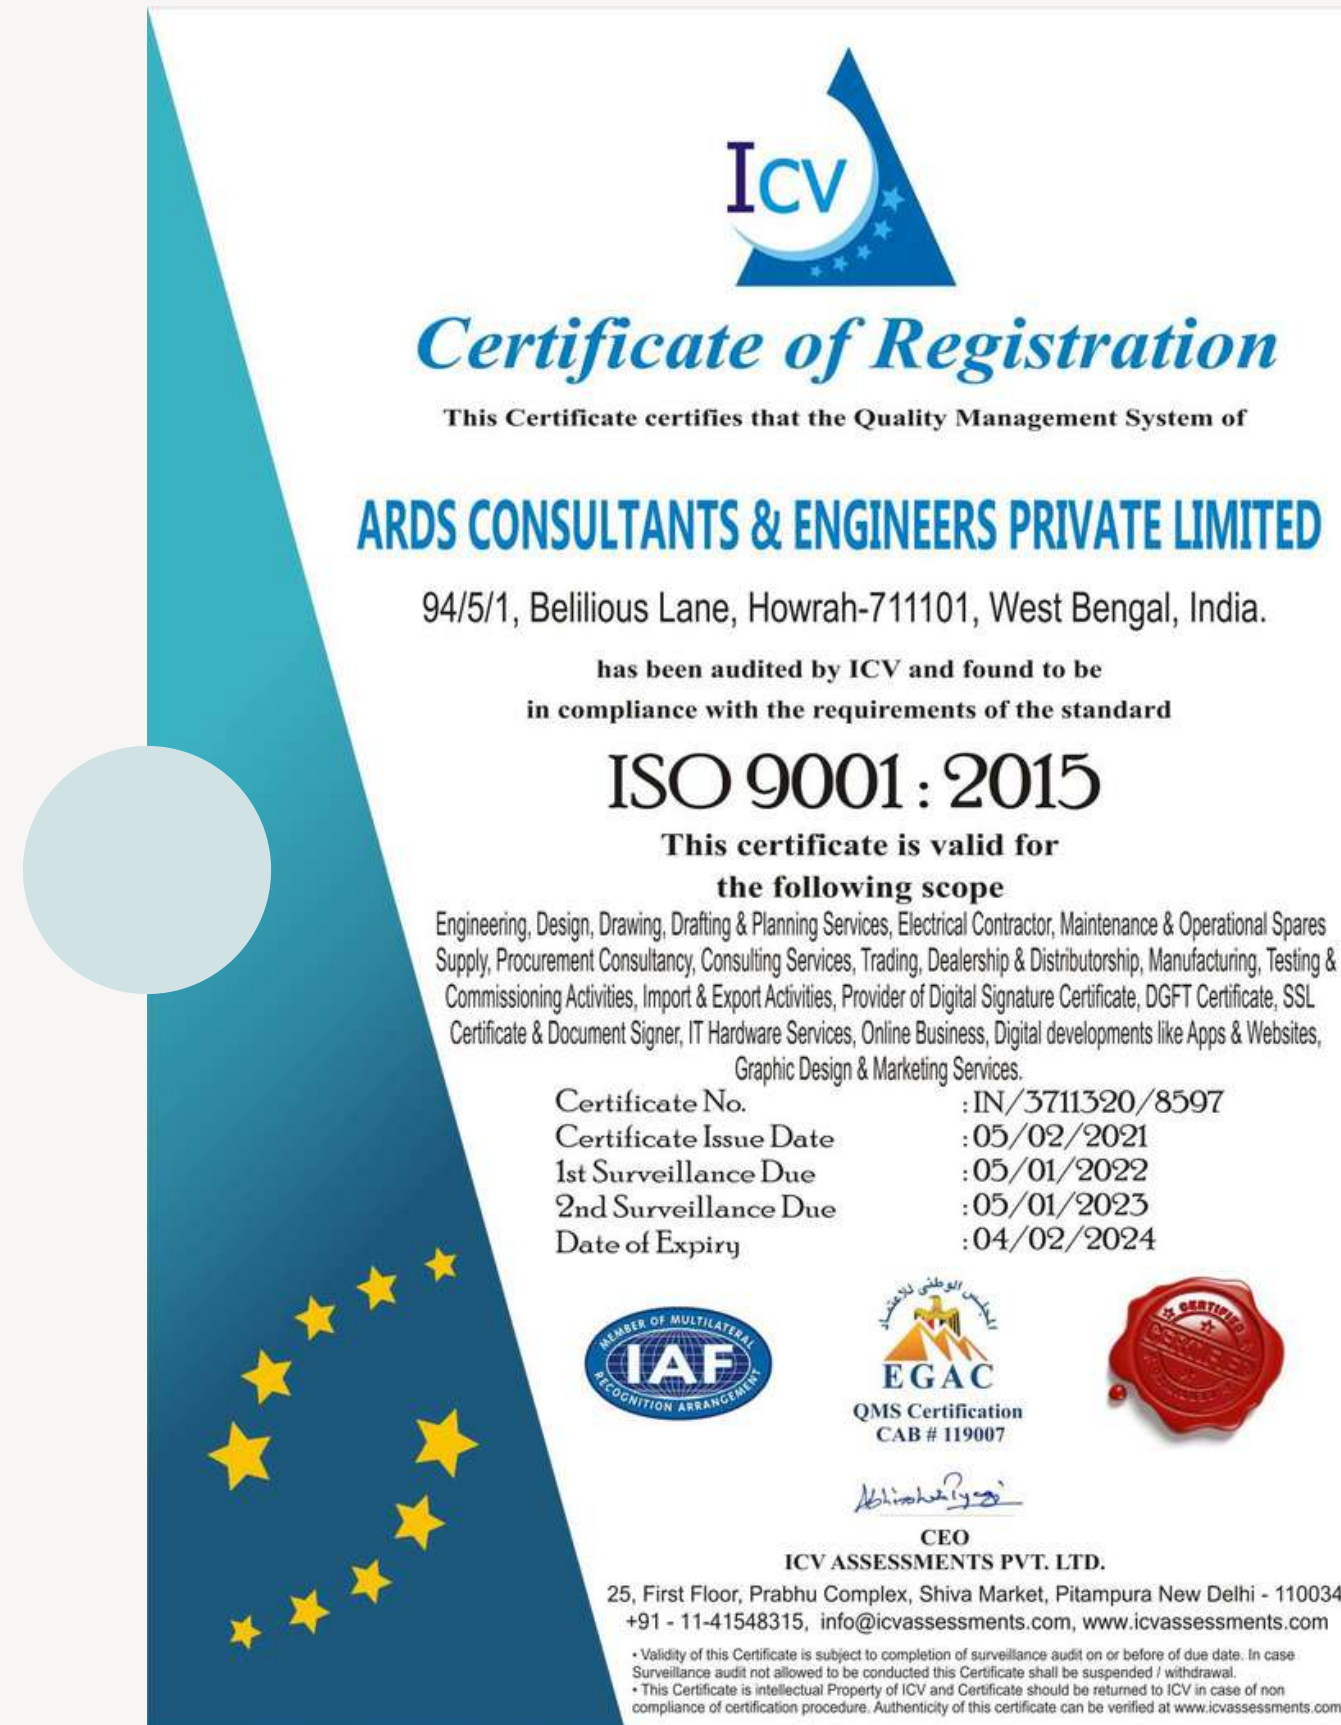 ICV
Certificate of Registration
This Certificate certifies that the Quality Management System of
ARDS CONSULTANTS & ENGINEERS PRIVATE LIMITED
94/5/1, Belilious Lane, Howrah-711101, West Bengal, India.
has been audited by ICV and found to be
in compliance with the requirements of the standard
ISO 9001 : 2015
This certificate is valid for
the following scope
Engineering, Design, Drawing, Drafting & Planning Services, Electrical Contractor, Maintenance & Operational Spares
Supply, Procurement Consultancy, Consulting Services, Trading, Dealership & Distributorship, Manufacturing, Testing &
Commissioning Activities, Import & Export Activities, Provider of Digital Signature Certificate, DGFT Certificate, SSL
Certificate & Document Signer, IT Hardware Services, Online Business, Digital developments like Apps & Websites,
Graphic Design & Marketing Services.
Certificate No. : IN/3711320/8597
Certificate Issue Date : 05/02/2021
1st Surveillance Due : 05/01/2022
2nd Surveillance Due : 05/01/2023
Date of Expiry : 04/02/2024
MEMBER OF MULTILATERAL
IAF
RECOGNITION ARRANGEMENT
المجلس الوطنى للاعتماد
EGAC
QMS Certification
CAB # 119007
CERTIFIED
CERTIFIED
Abhishek Tyagi
CEO
ICV ASSESSMENTS PVT. LTD.
25, First Floor, Prabhu Complex, Shiva Market, Pitampura New Delhi - 110034
+91 - 11-41548315, info@icvassessments.com, www.icvassessments.com
• Validity of this Certificate is subject to completion of surveillance audit on or before of due date. In case
Surveillance audit not allowed to be conducted this Certificate shall be suspended / withdrawal.
• This Certificate is intellectual Property of ICV and Certificate should be returned to ICV in case of non
compliance of certification procedure. Authenticity of this certificate can be verified at www.icvassessments.com